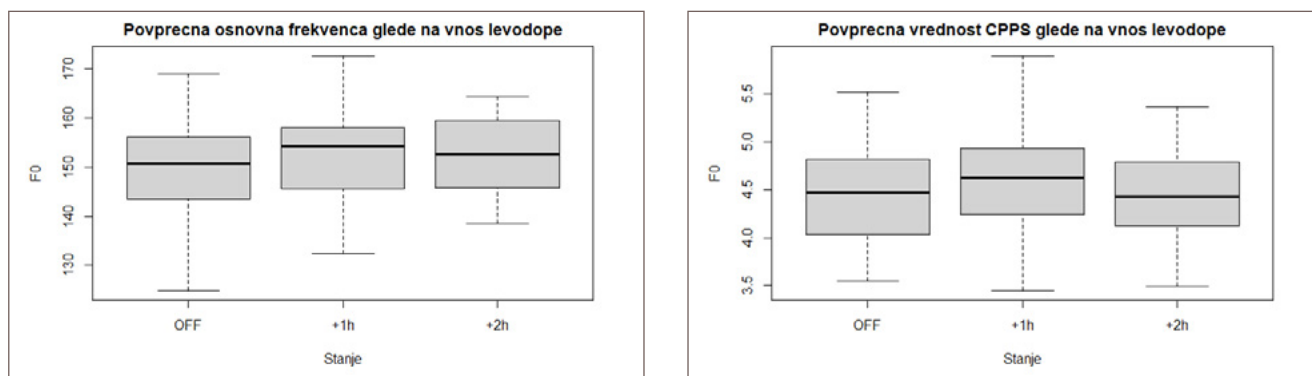 Povprecna osnovna frekvenca glede na vnos levodope
F0
170
160
150
140
130
OFF
+1h
+2h
Stanje
Povprecna vrednost CPPS glede na vnos levodope
F0
5.5
5.0
4.5
4.0
3.5
OFF
+1h
+2h
Stanje